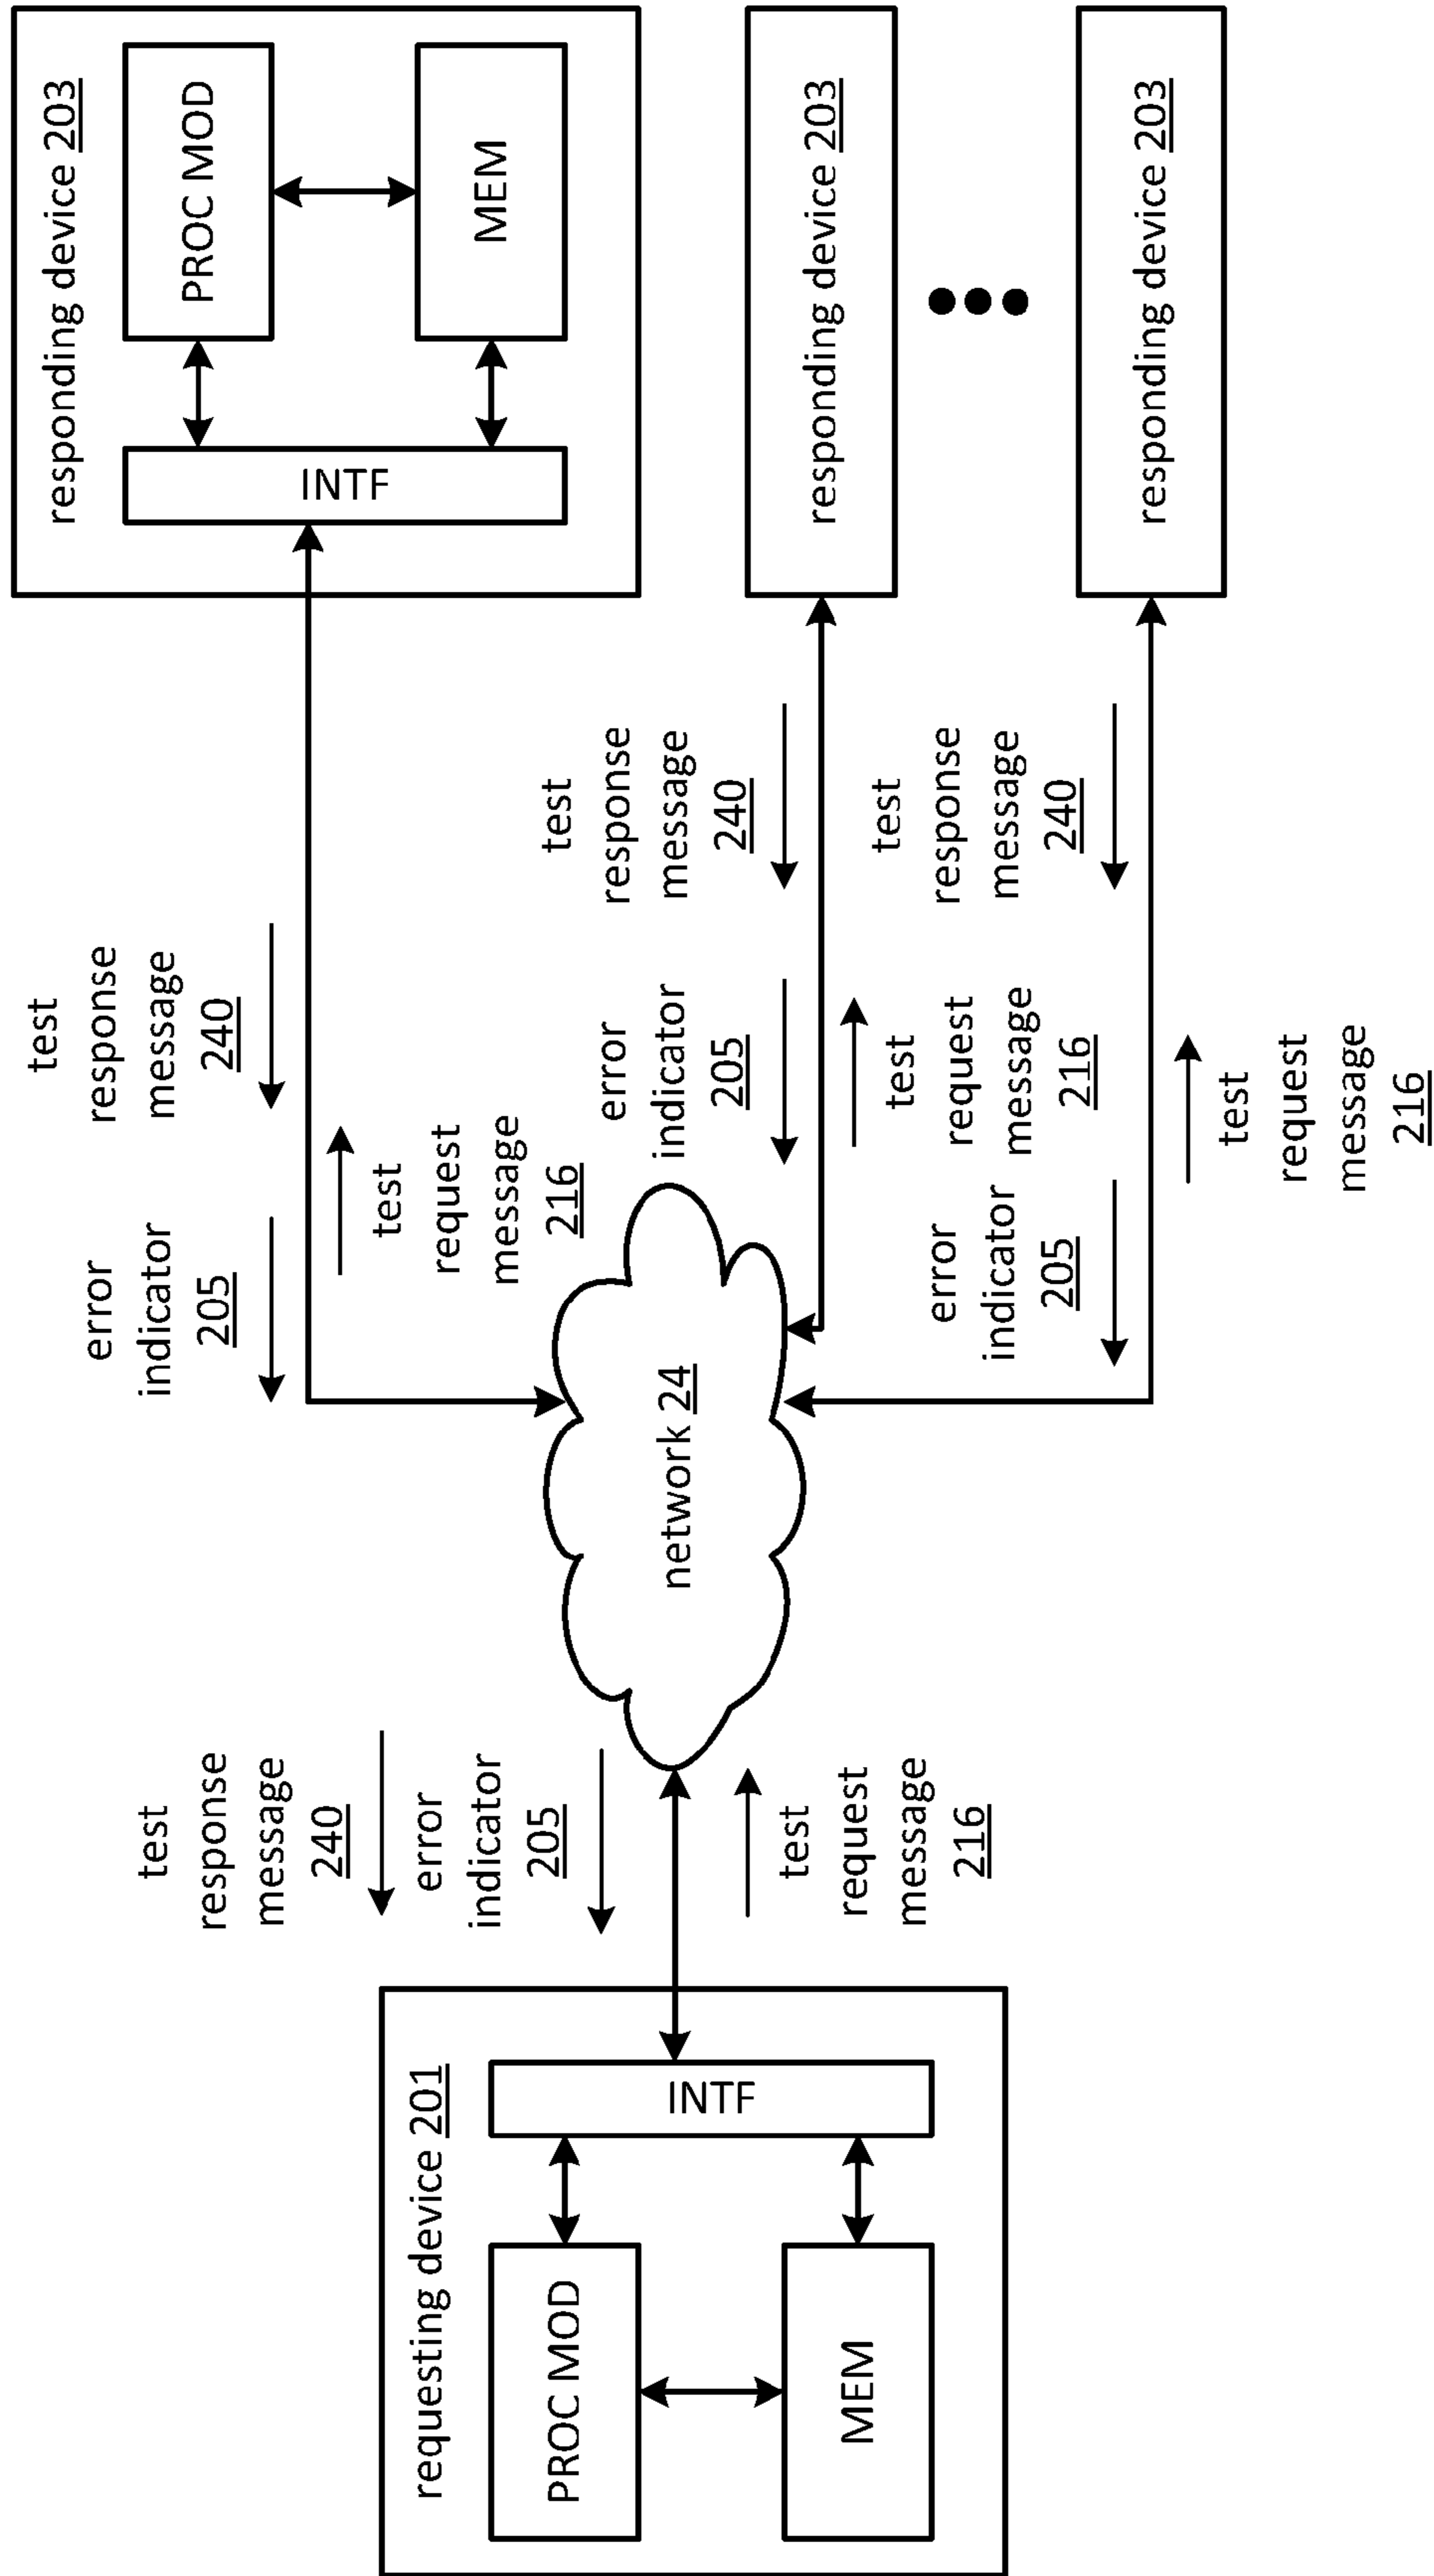 requesting device 201
PROC MOD
MEM
INTF
test
response
message
240
error
indicator
205
test
request
message
216
network 24
error
indicator
205
test
response
message
240
test
request
message
216
error
indicator
205
test
response
message
240
test
request
message
216
error
indicator
205
test
response
message
240
test
request
message
216
responding device 203
INTF
PROC MOD
MEM
responding device 203
responding device 203